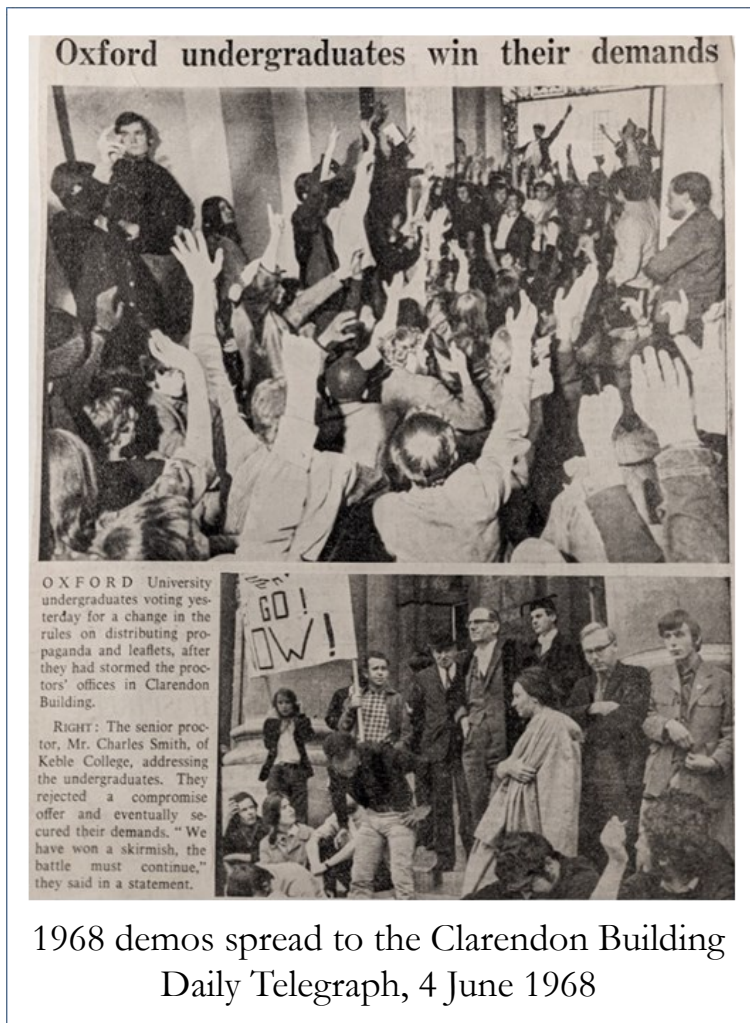 Oxford undergraduates win their demands
OXFORD University
undergraduates voting yes-
terday for a change in the
rules on distributing pro-
paganda and leaflets, after
they had stormed the proc-
tors' offices in Clarendon
Building.
RIGHT: The senior proc-
tor, Mr. Charles Smith, of
Keble College, addressing
the undergraduates. They
rejected a compromise
offer and eventually se-
cured their demands. "We
have won a skirmish, the
battle must continue,"
they said in a statement.
GO!
OW!
1968 demos spread to the Clarendon Building
Daily Telegraph, 4 June 1968